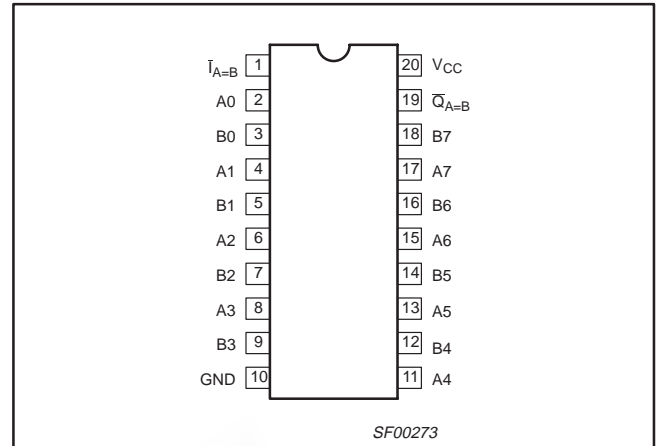 Ī A=B 1 20 VCC
A0 2 19 Q̅ A=B
B0 3 18 B7
A1 4 17 A7
B1 5 16 B6
A2 6 15 A6
B2 7 14 B5
A3 8 13 A5
B3 9 12 B4
GND 10 11 A4
SF00273